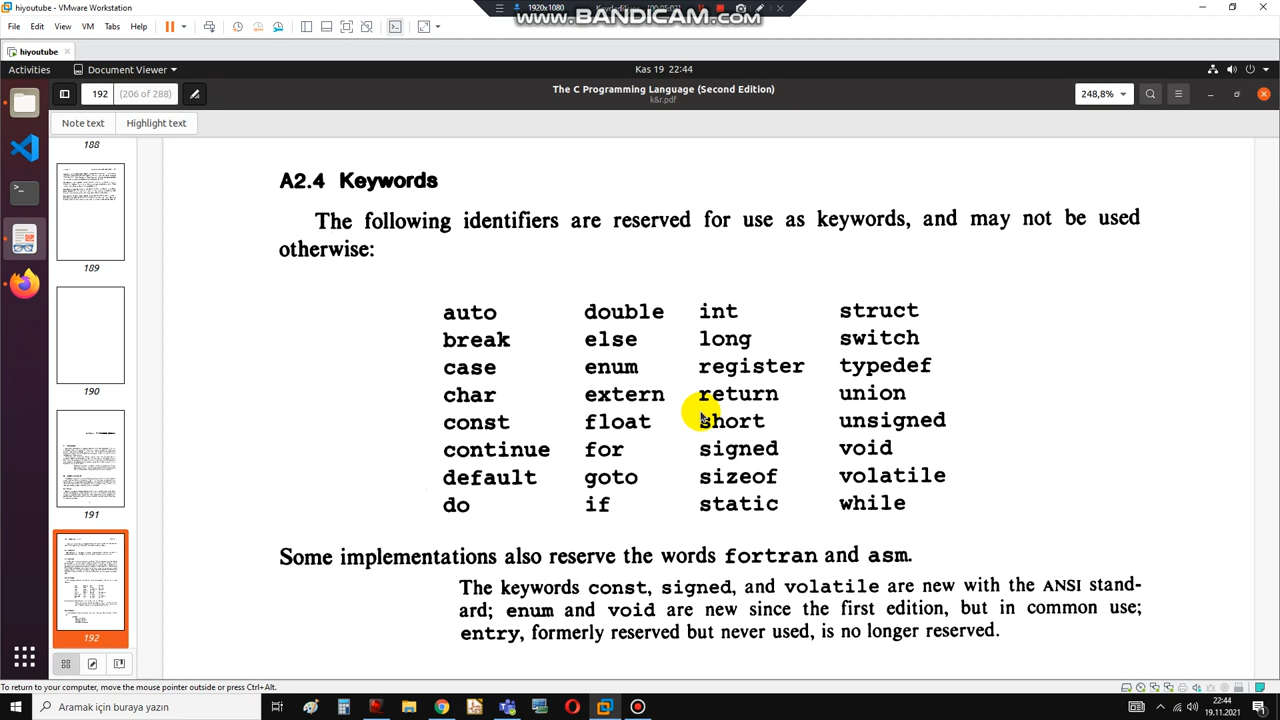 hiyoutube - VMware Workstation
1920x1080
www.BANDICAM.com
File Edit View VM Tabs Help
hiyoutube
Activities Document Viewer Kas 19 22:44
192 (206 of 288) The C Programming Language (Second Edition) 248,8%
k&r.pdf
Note text Highlight text
188
189
190
191
192
A2.4 Keywords
The following identifiers are reserved for use as keywords, and may not be used
otherwise:
auto double int struct
break else long switch
case enum register typedef
char extern return union
const float short unsigned
continue for signed void
default goto sizeof volatile
do if static while
Some implementations also reserve the words fortran and asm.
The keywords const, signed, and volatile are new with the ANSI stand-
ard; enum and void are new since the first edition, but in common use;
entry, formerly reserved but never used, is no longer reserved.
To return to your computer, move the mouse pointer outside or press Ctrl+Alt.
Aramak için buraya yazın
22:44
19.11.2021